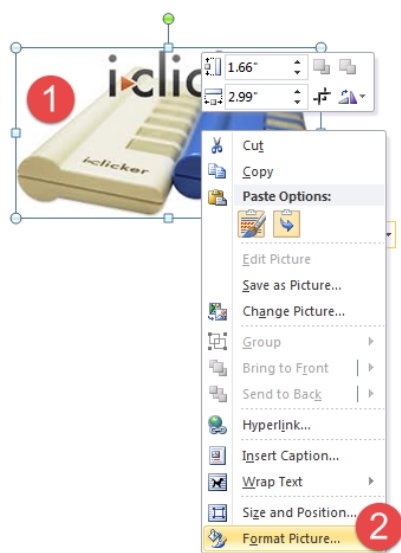 1
i>clic
i>clicker
1.66"
2.99"
Cut
Copy
Paste Options:
Edit Picture
Save as Picture...
Change Picture...
Group
Bring to Front
Send to Back
Hyperlink...
Insert Caption...
Wrap Text
Size and Position...
Format Picture...
2